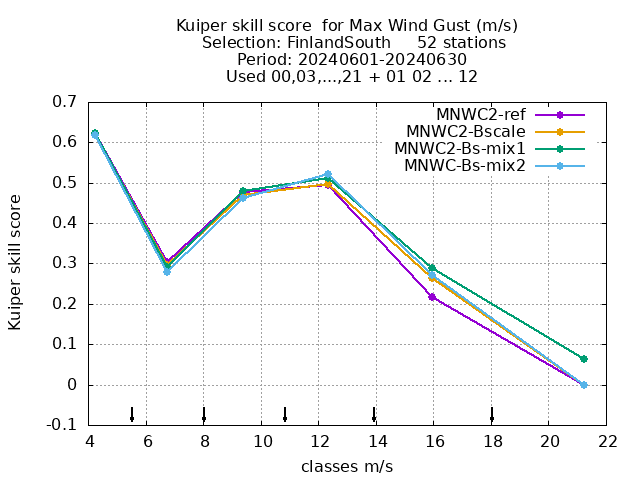 Kuiper skill score  for Max Wind Gust (m/s)
Selection: FinlandSouth     52 stations
Period: 20240601-20240630
Used 00,03,...,21 + 01 02 ... 12
Kuiper skill score
0.7
0.6
0.5
0.4
0.3
0.2
0.1
0
-0.1
MNWC2-ref
MNWC2-Bscale
MNWC2-Bs-mix1
MNWC-Bs-mix2
4 6 8 10 12 14 16 18 20 22
classes m/s